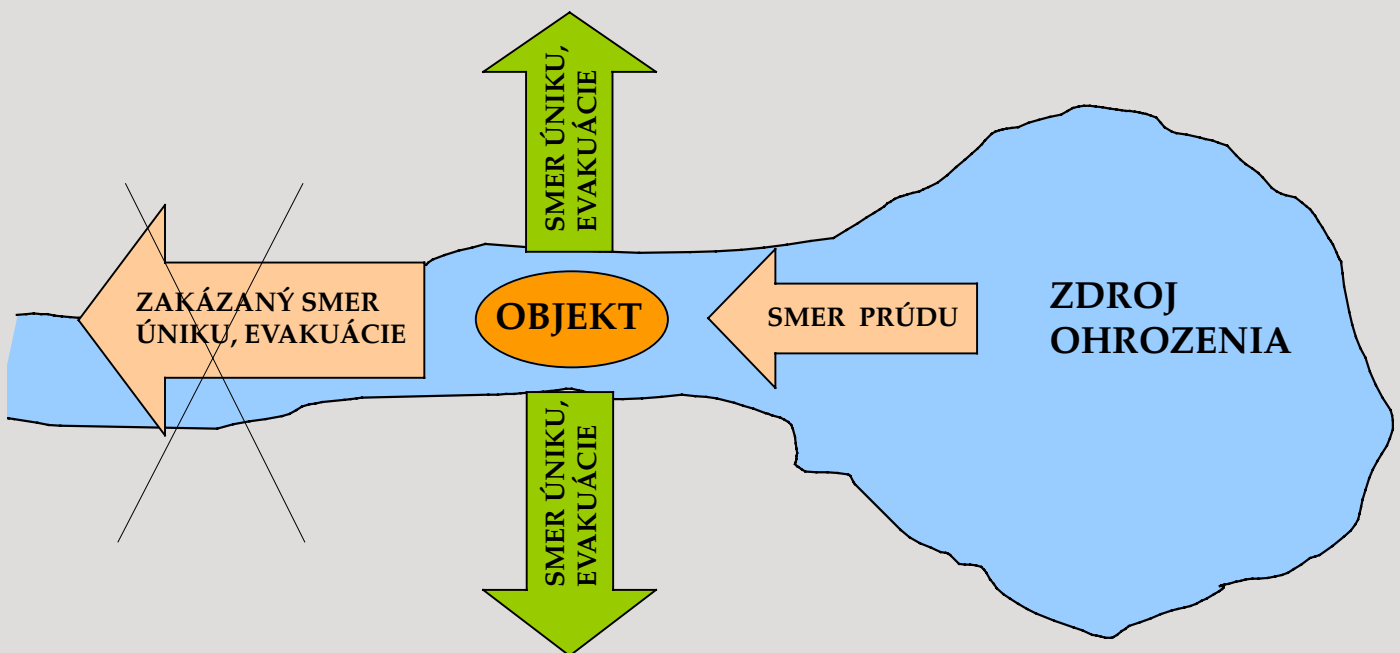 SMER ÚNIKU,
EVAKUÁCIE
ZAKÁZANÝ SMER
ÚNIKU, EVAKUÁCIE
OBJEKT
SMER PRÚDU
ZDROJ
OHROZENIA
SMER ÚNIKU,
EVAKUÁCIE